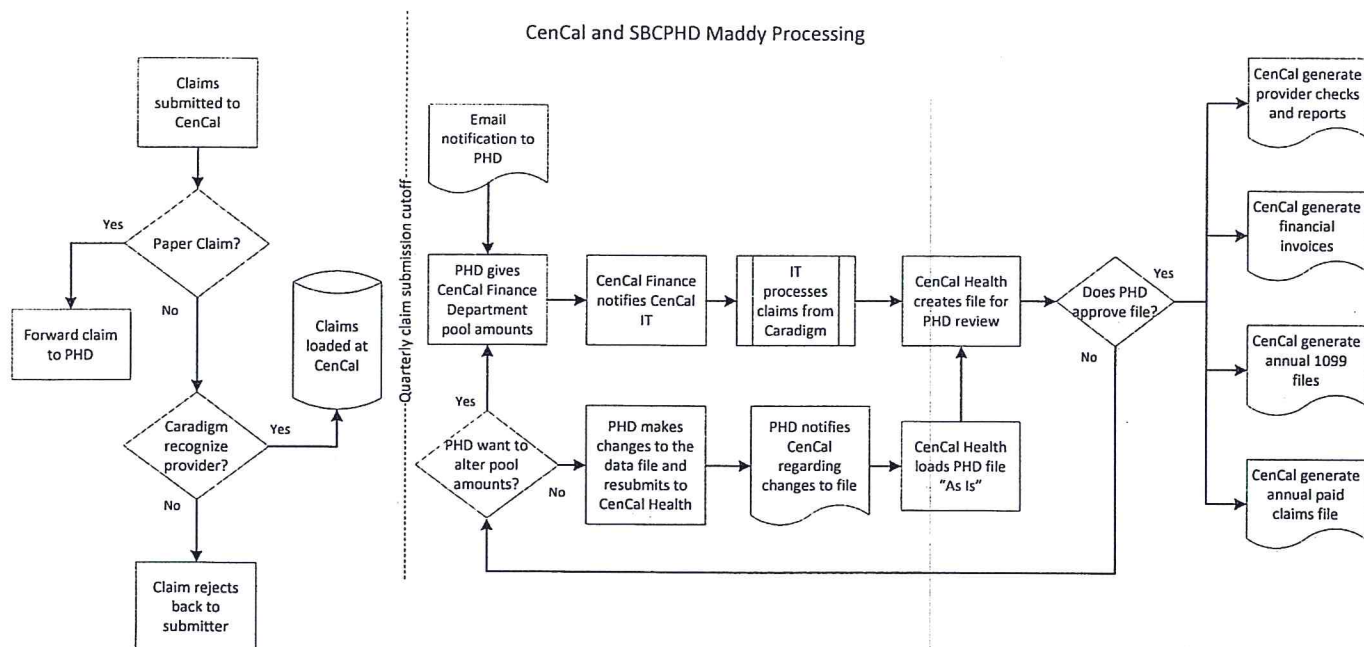 CenCal and SBCPHD Maddy Processing
Claims
submitted to
CenCal
Paper Claim?
Yes
No
Forward claim
to PHD
Caradigm
recognize
provider?
Yes
No
Claims
loaded at
CenCal
Claim rejects
back to
submitter
Quarterly claim submission cutoff
Email
notification to
PHD
PHD gives
CenCal Finance
Department
pool amounts
CenCal Finance
notifies CenCal
IT
IT
processes
claims from
Caradigm
CenCal Health
creates file for
PHD review
Does PHD
approve file?
Yes
No
PHD want to
alter pool
amounts?
Yes
No
PHD makes
changes to the
data file and
resubmits to
CenCal Health
PHD notifies
CenCal
regarding
changes to file
CenCal Health
loads PHD file
"As Is"
CenCal generate
provider checks
and reports
CenCal generate
financial
invoices
CenCal generate
annual 1099
files
CenCal generate
annual paid
claims file